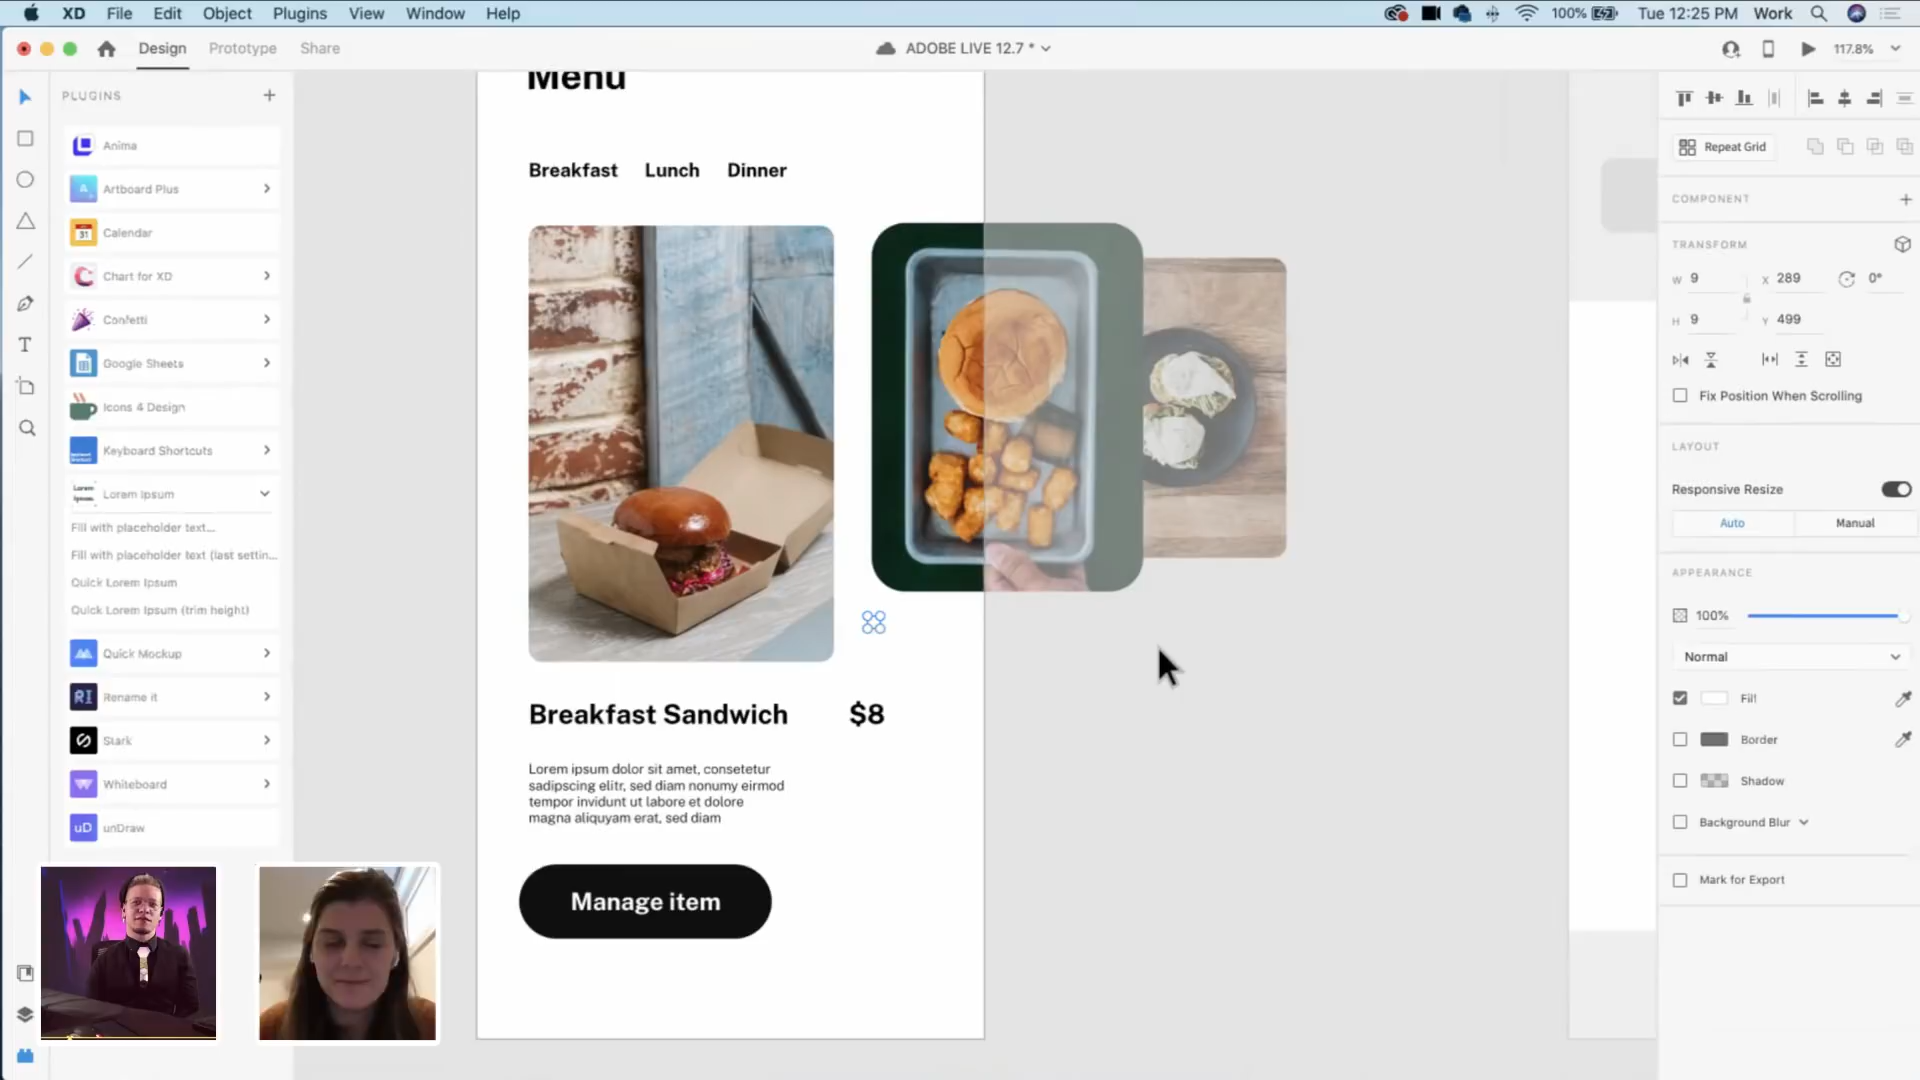 XD File Edit Object Plugins View Window Help
100% Tue 12:25 PM Work
Design Prototype Share
ADOBE LIVE 12.7 *
117.8%
PLUGINS
Anima
A Artboard Plus
31 Calendar
Chart for XD
Confetti
Google Sheets
Icons 4 Design
Keyboard Shortcuts
Lorem Ipsum Lorem Ipsum
Fill with placeholder text...
Fill with placeholder text (last settin...
Quick Lorem Ipsum
Quick Lorem Ipsum (trim height)
Quick Mockup
RI Rename it
Stark
Whiteboard
uD unDraw
Menu
Breakfast Lunch Dinner
Breakfast Sandwich $8
Lorem ipsum dolor sit amet, consetetur
sadipscing elitr, sed diam nonumy eirmod
tempor invidunt ut labore et dolore
magna aliquyam erat, sed diam
Manage item
Repeat Grid
COMPONENT
TRANSFORM
W 9 X 289 0°
H 9 Y 499
Fix Position When Scrolling
LAYOUT
Responsive Resize
Auto Manual
APPEARANCE
100%
Normal
Fill
Border
Shadow
Background Blur
Mark for Export